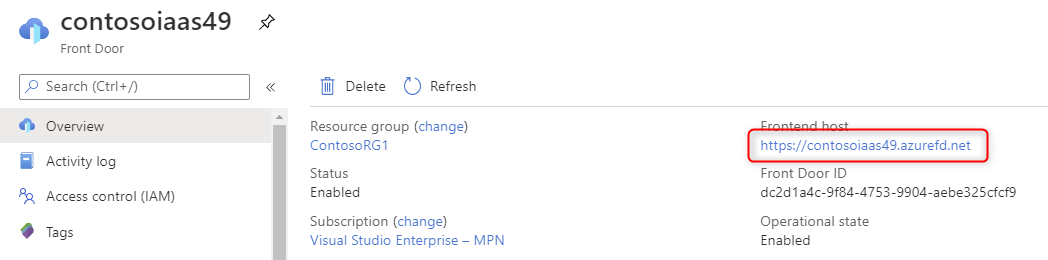 contosoiaas49
Front Door
Search (Ctrl+/)
«
Overview
Activity log
Access control (IAM)
Tags
Delete
Refresh
Resource group (change)
ContosoRG1
Status
Enabled
Subscription (change)
Visual Studio Enterprise – MPN
Frontend host
https://contosoiaas49.azurefd.net
Front Door ID
dc2d1a4c-9f84-4753-9904-aebe325cfcf9
Operational state
Enabled